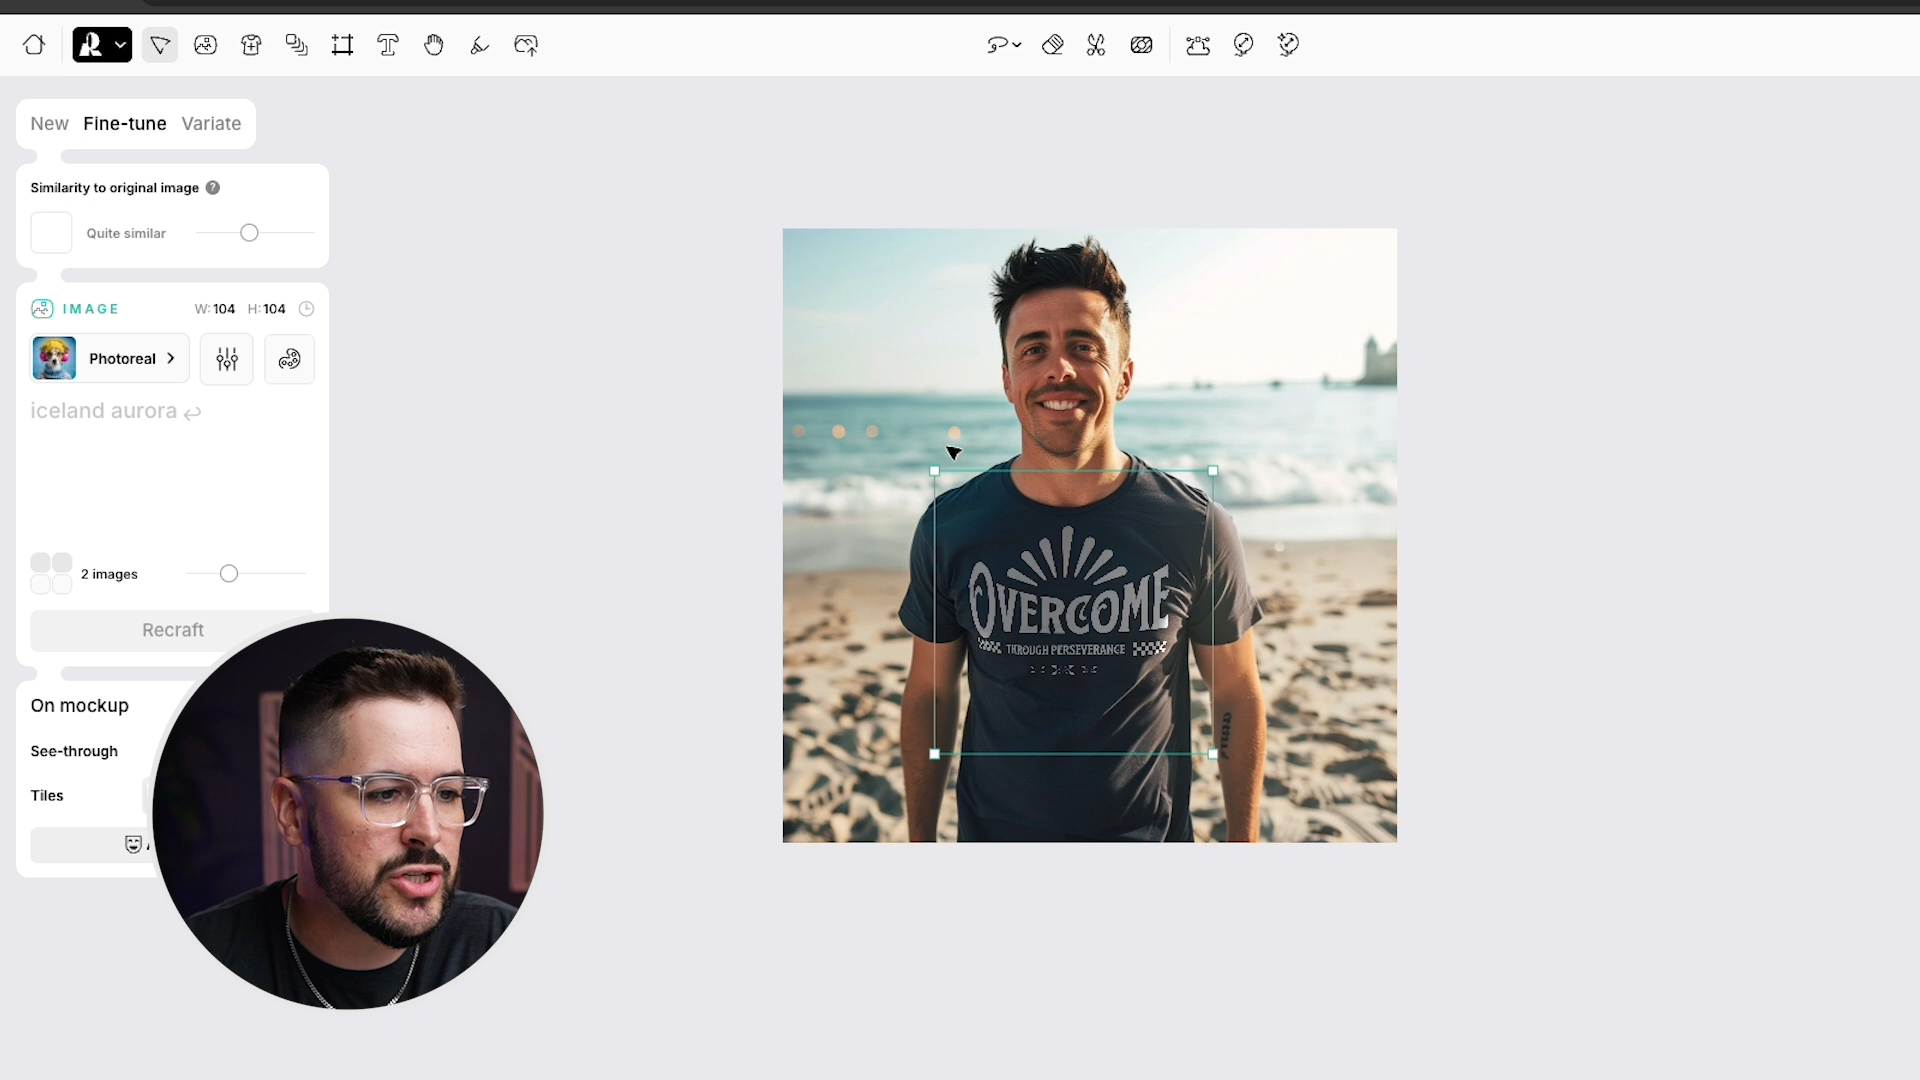 New Fine-tune Variate
Similarity to original image ?
Quite similar
IMAGE W: 104 H: 104
Photoreal
iceland aurora
2 images
Recraft
On mockup
See-through
Tiles
OVERCOME
THROUGH PERSEVERANCE